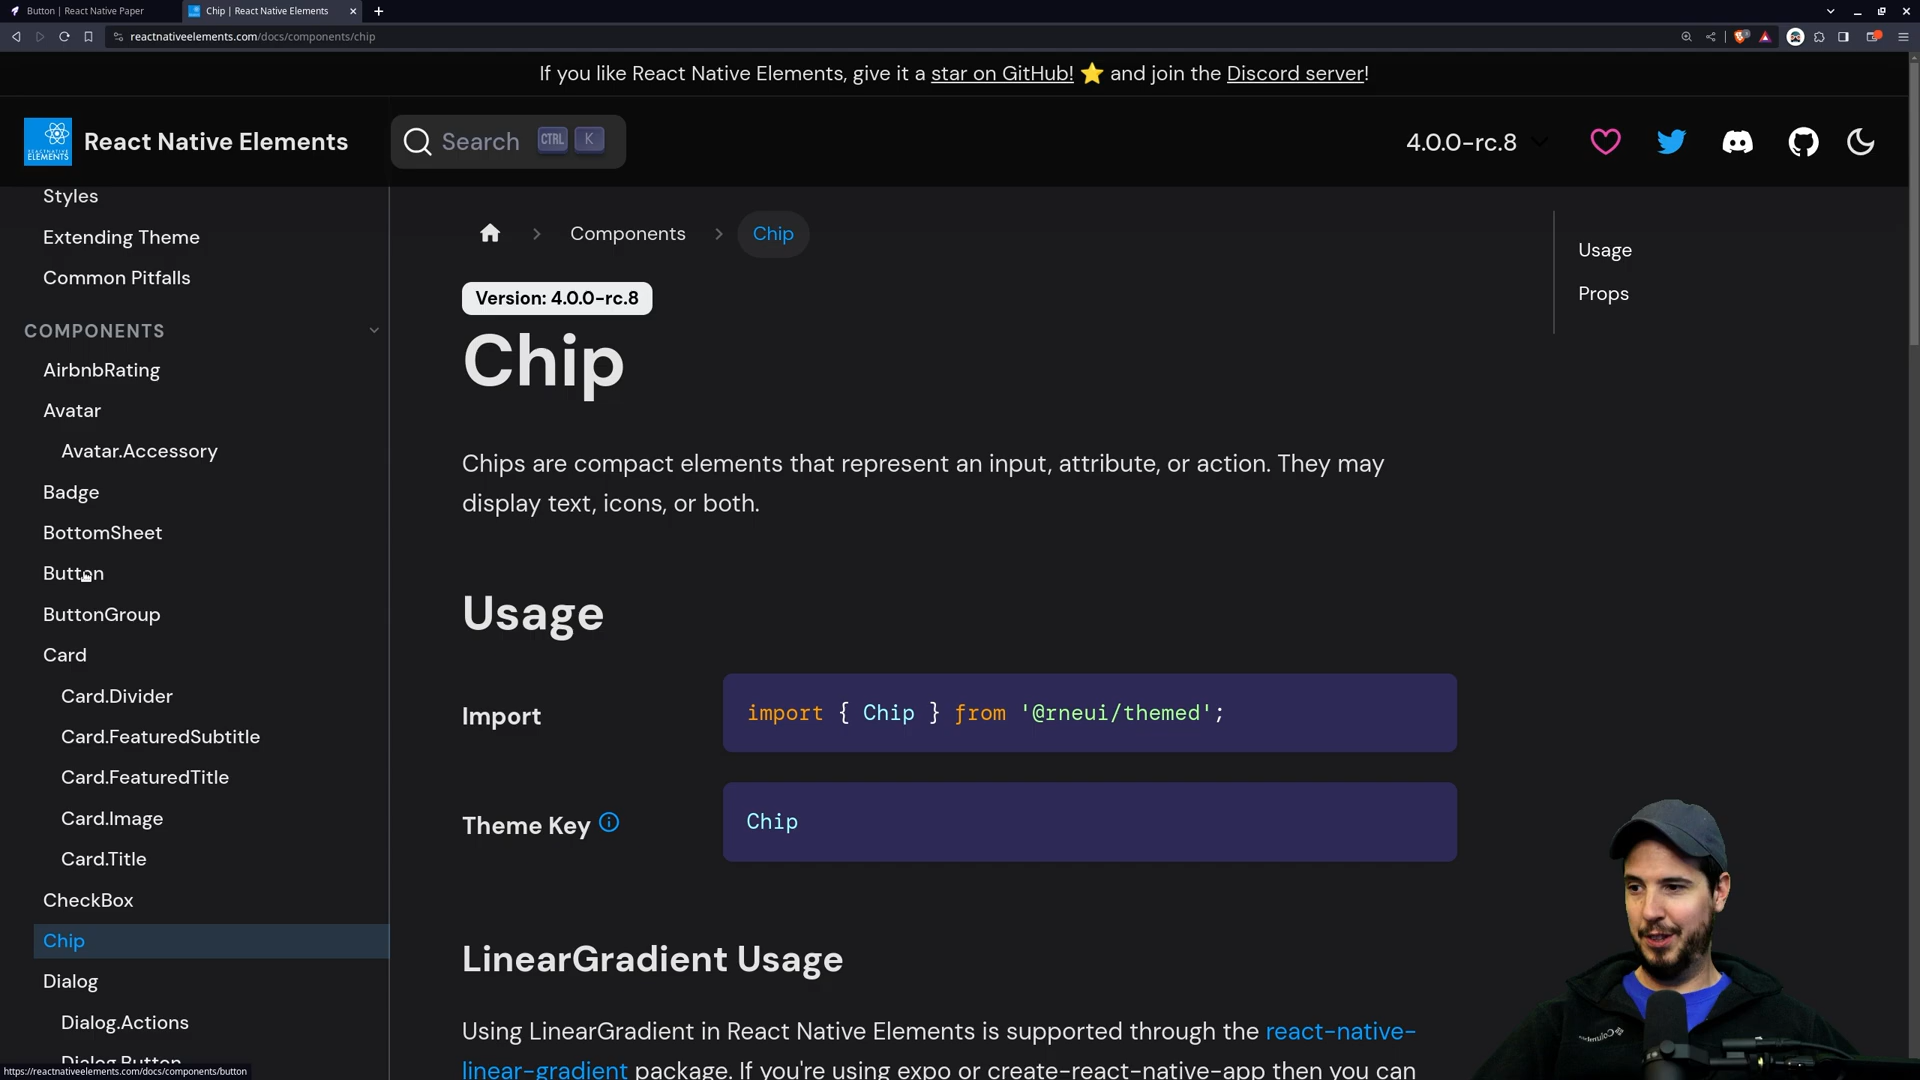 Button | React Native Paper
Chip | React Native Elements
reactnativeelements.com/docs/components/chip
If you like React Native Elements, give it a star on GitHub! ⭐ and join the Discord server!
REACT NATIVE
ELEMENTS
React Native Elements
Search CTRL K
4.0.0-rc.8
Styles
Extending Theme
Common Pitfalls
COMPONENTS
AirbnbRating
Avatar
Avatar.Accessory
Badge
BottomSheet
Button
ButtonGroup
Card
Card.Divider
Card.FeaturedSubtitle
Card.FeaturedTitle
Card.Image
Card.Title
CheckBox
Chip
Dialog
Dialog.Actions
Dialog.Button
https://reactnativeelements.com/docs/components/button
Components
Chip
Version: 4.0.0-rc.8
Chip
Chips are compact elements that represent an input, attribute, or action. They may
display text, icons, or both.
Usage
Import
import { Chip } from '@rneui/themed';
Theme Key
Chip
LinearGradient Usage
Using LinearGradient in React Native Elements is supported through the react-native-
linear-gradient package. If you're using expo or create-react-native-app then you can
Usage
Props
Columbia